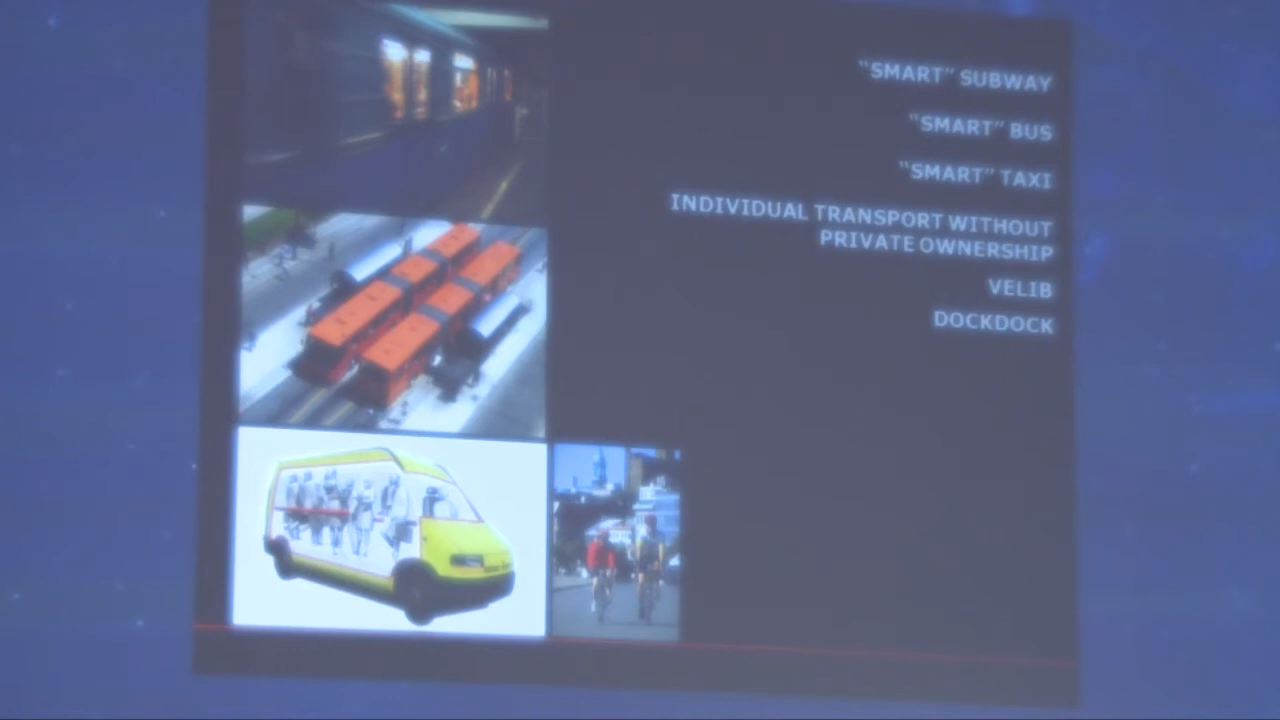 “SMART” SUBWAY
“SMART” BUS
“SMART” TAXI
INDIVIDUAL TRANSPORT WITHOUT
PRIVATE OWNERSHIP
VELIB
DOCKDOCK